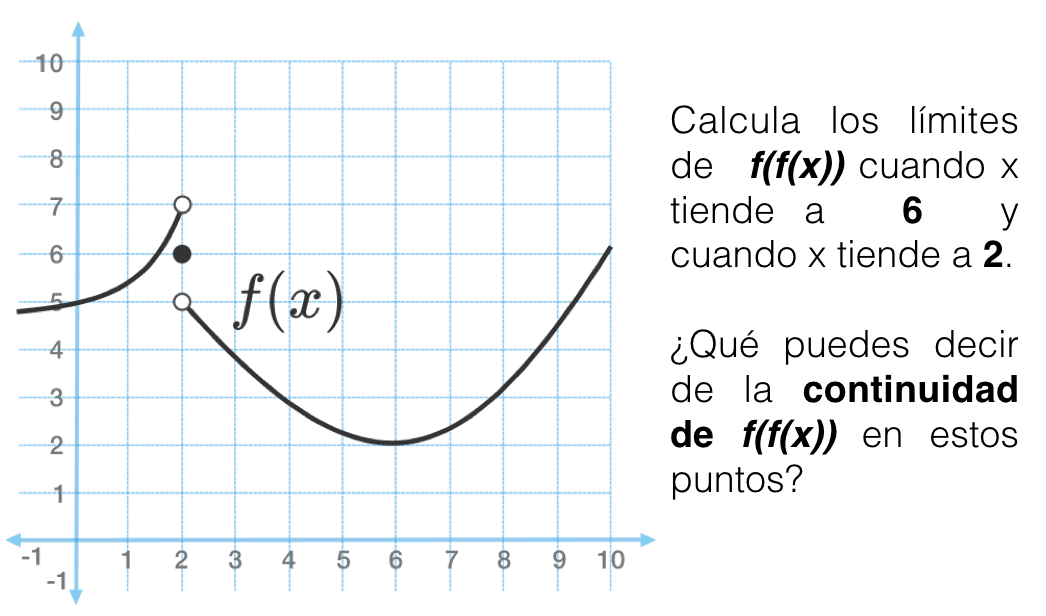 10
9
8
7
6
5
4
3
2
1
-1
f(x)
-1 1 2 3 4 5 6 7 8 9 10
Calcula los límites
de f(f(x)) cuando x
tiende a 6 y
cuando x tiende a 2.
¿Qué puedes decir
de la continuidad
de f(f(x)) en estos
puntos?